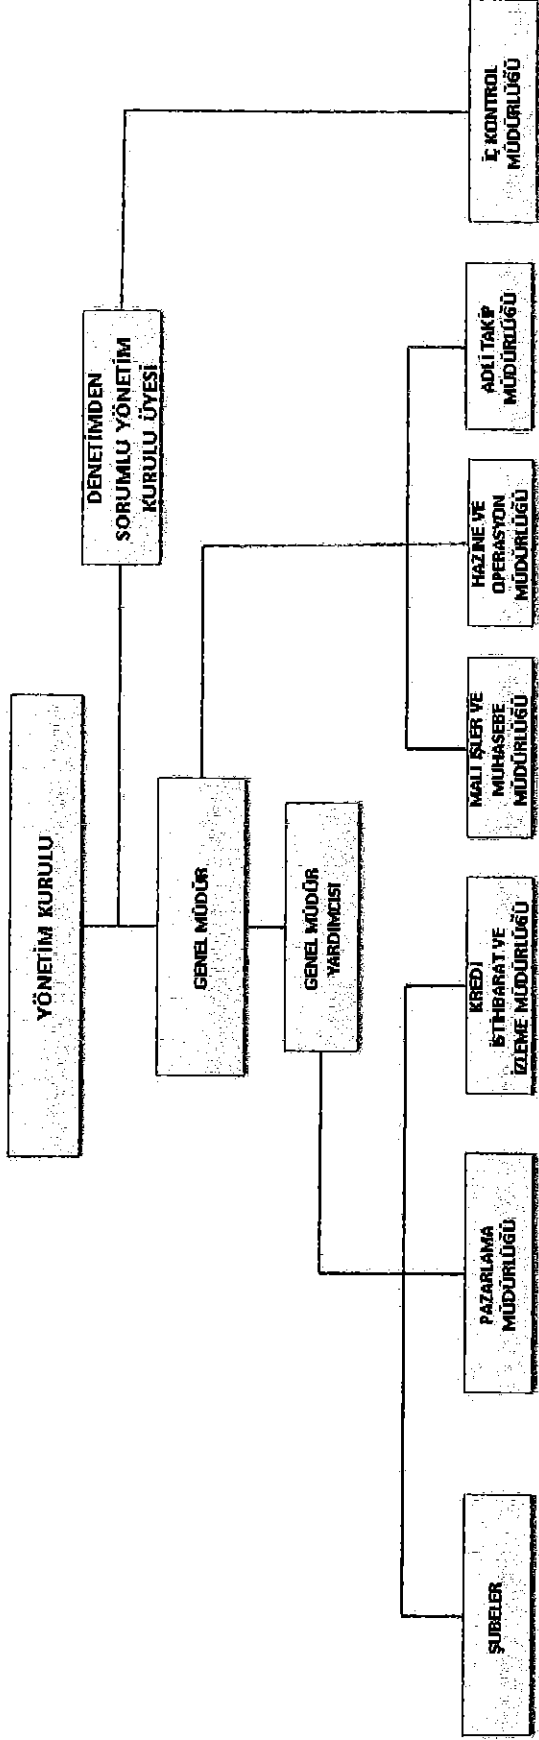 YÖNETİM KURULU
DENETİMDEN
SORUMLU YÖNETİM
KURULU ÜYESİ
GENEL MÜDÜR
GENEL MÜDÜR
YARDIMCISI
ŞUBELER
PAZARLAMA
MÜDÜRLÜĞÜ
KREDİ
İSTİHBARAT VE
İZLEME MÜDÜRLÜĞÜ
MALİ İŞLER VE
MUHASEBE
MÜDÜRLÜĞÜ
HAZİNE VE
OPERASYON
MÜDÜRLÜĞÜ
ADLİ TAKİP
MÜDÜRLÜĞÜ
İÇ KONTROL
MÜDÜRLÜĞÜ